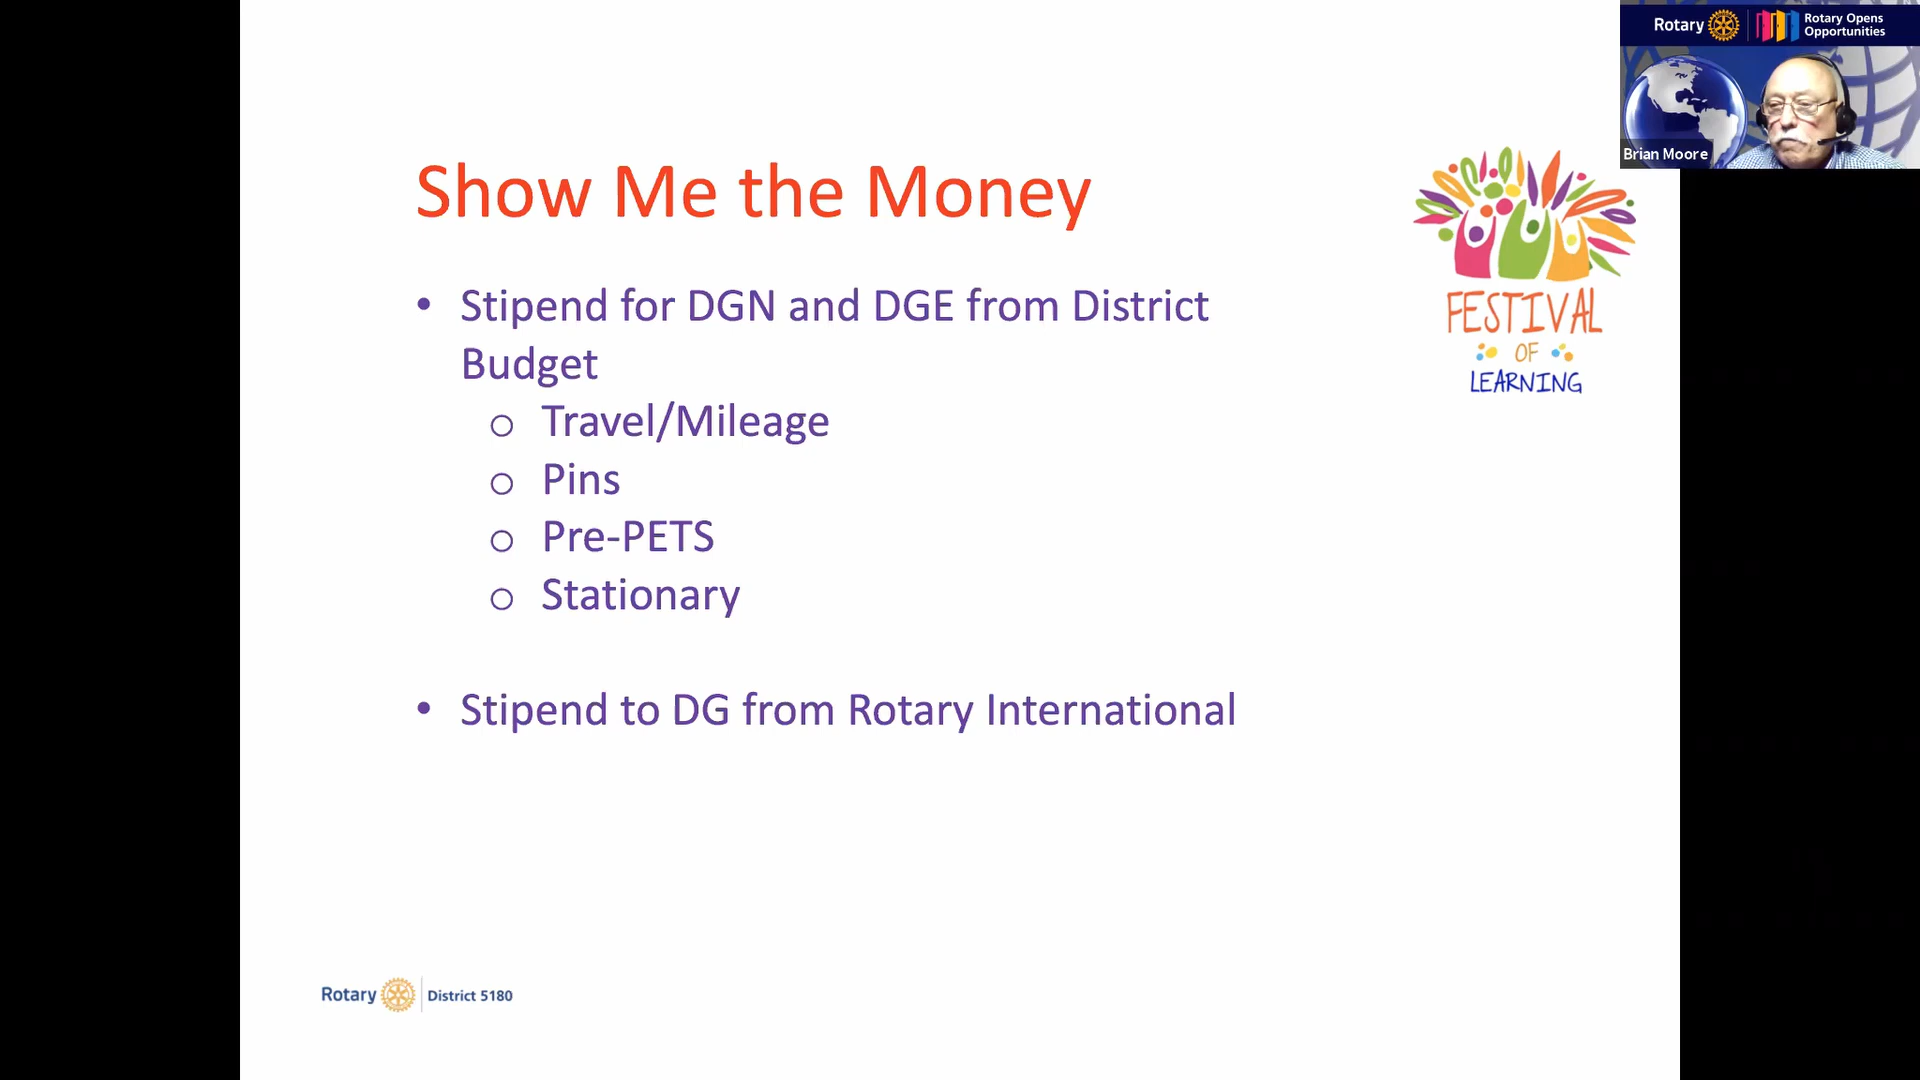 Rotary
Rotary Opens
Opportunities
Brian Moore
Show Me the Money
FESTIVAL
OF
LEARNING
• Stipend for DGN and DGE from District
Budget
o Travel/Mileage
o Pins
o Pre-PETS
o Stationary
• Stipend to DG from Rotary International
Rotary
District 5180